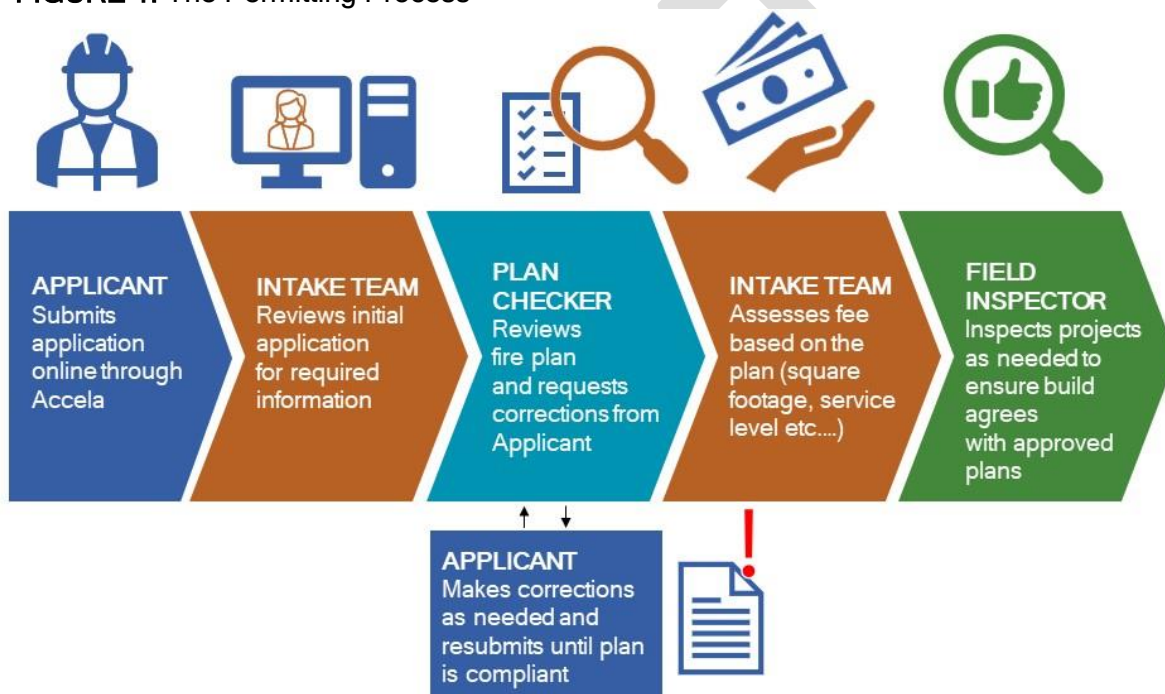 FIGURE 1. The Permitting Process
APPLICANT
Submits
application
online through
Accela
INTAKE TEAM
Reviews initial
application
for required
information
PLAN
CHECKER
Reviews
fire plan
and requests
corrections from
Applicant
INTAKE TEAM
Assesses fee
based on the
plan (square
footage, service
level etc....)
FIELD
INSPECTOR
Inspects projects
as needed to
ensure build
agrees
with approved
plans
APPLICANT
Makes corrections
as needed and
resubmits until plan
is compliant